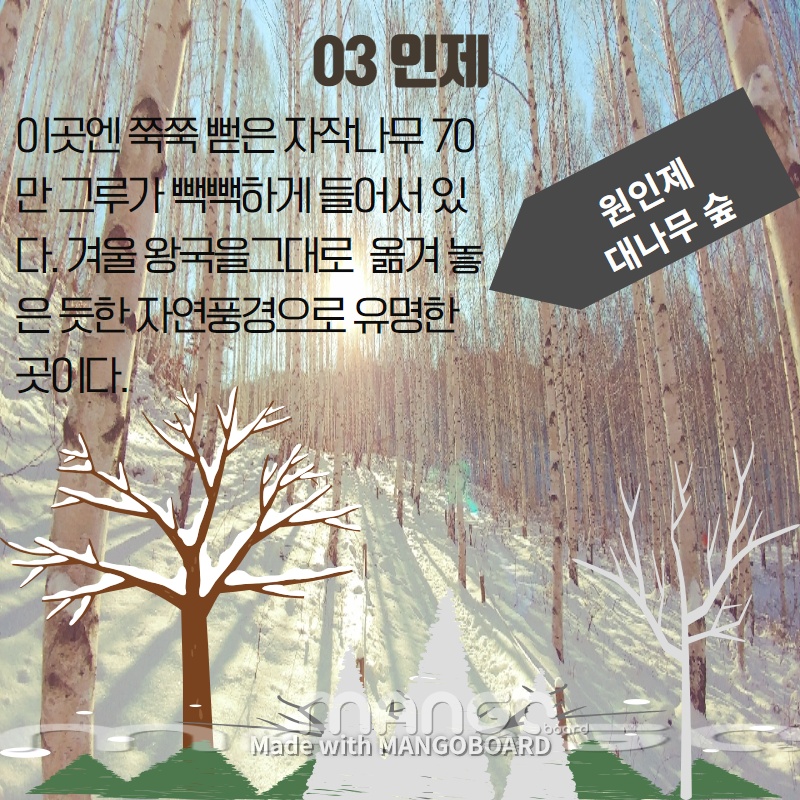 03 인제
이곳엔 쭉쭉 뻗은 자작나무 70
만 그루가 빽빽하게 들어서 있
다. 겨울 왕국을그대로 옮겨 놓
은 듯한 자연풍경으로 유명한
곳이다.
원인제
대나무 숲
mango
board
Made with MANGOBOARD